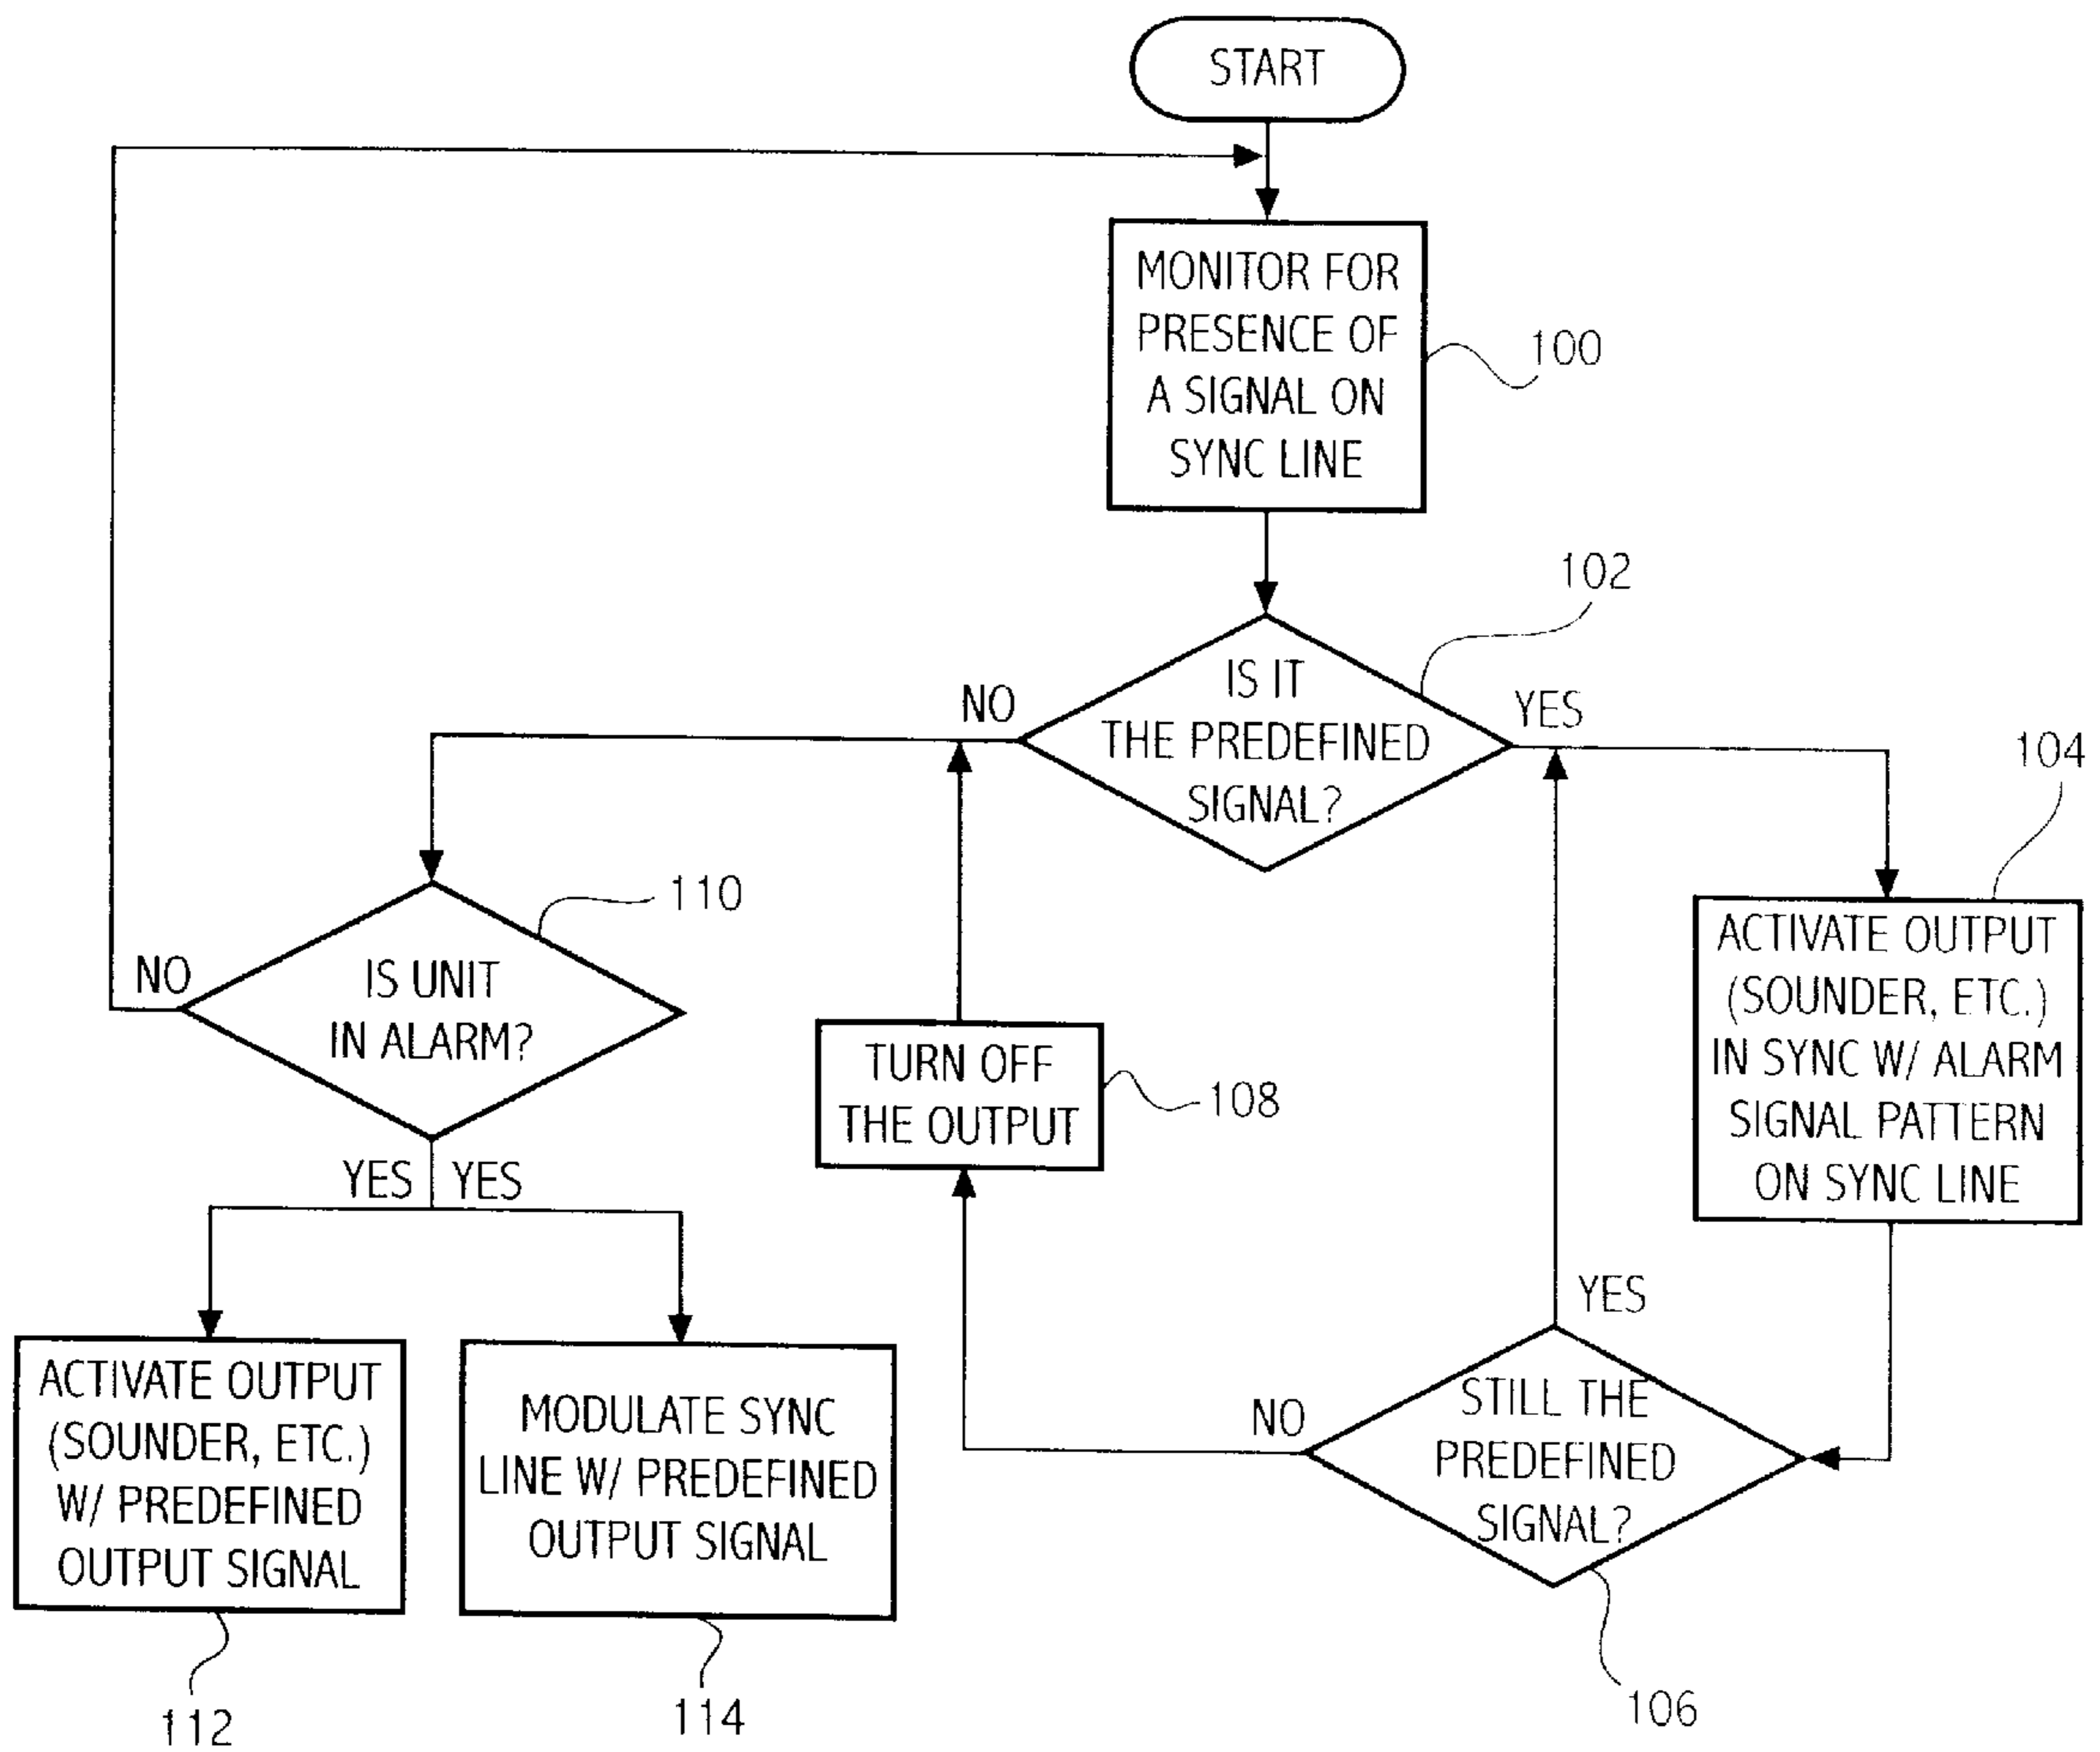 START
MONITOR FOR
PRESENCE OF
A SIGNAL ON
SYNC LINE
100
102
IS IT
THE PREDEFINED
SIGNAL?
NO
YES
104
ACTIVATE OUTPUT
(SOUNDER, ETC.)
IN SYNC W/ ALARM
SIGNAL PATTERN
ON SYNC LINE
110
IS UNIT
IN ALARM?
NO
YES
YES
TURN OFF
THE OUTPUT
108
YES
NO
STILL THE
PREDEFINED
SIGNAL?
106
ACTIVATE OUTPUT
(SOUNDER, ETC.)
W/ PREDEFINED
OUTPUT SIGNAL
112
MODULATE SYNC
LINE W/ PREDEFINED
OUTPUT SIGNAL
114